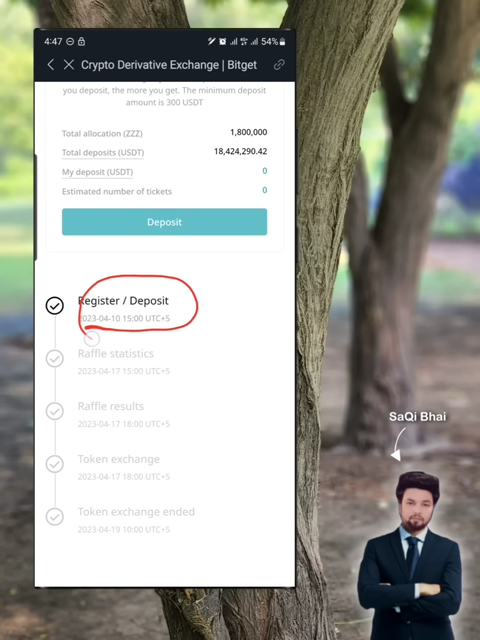 4:47 54%
Crypto Derivative Exchange | Bitget
you deposit, the more you get. The minimum deposit
amount is 300 USDT
Total allocation (ZZZ) 1,800,000
Total deposits (USDT) 18,424,290.42
My deposit (USDT) 0
Estimated number of tickets 0
Deposit
Register / Deposit
2023-04-10 15:00 UTC+5
Raffle statistics
2023-04-17 15:00 UTC+5
Raffle results
2023-04-17 18:00 UTC+5
Token exchange
2023-04-17 18:00 UTC+5
Token exchange ended
2023-04-19 10:00 UTC+5
SaQi Bhai